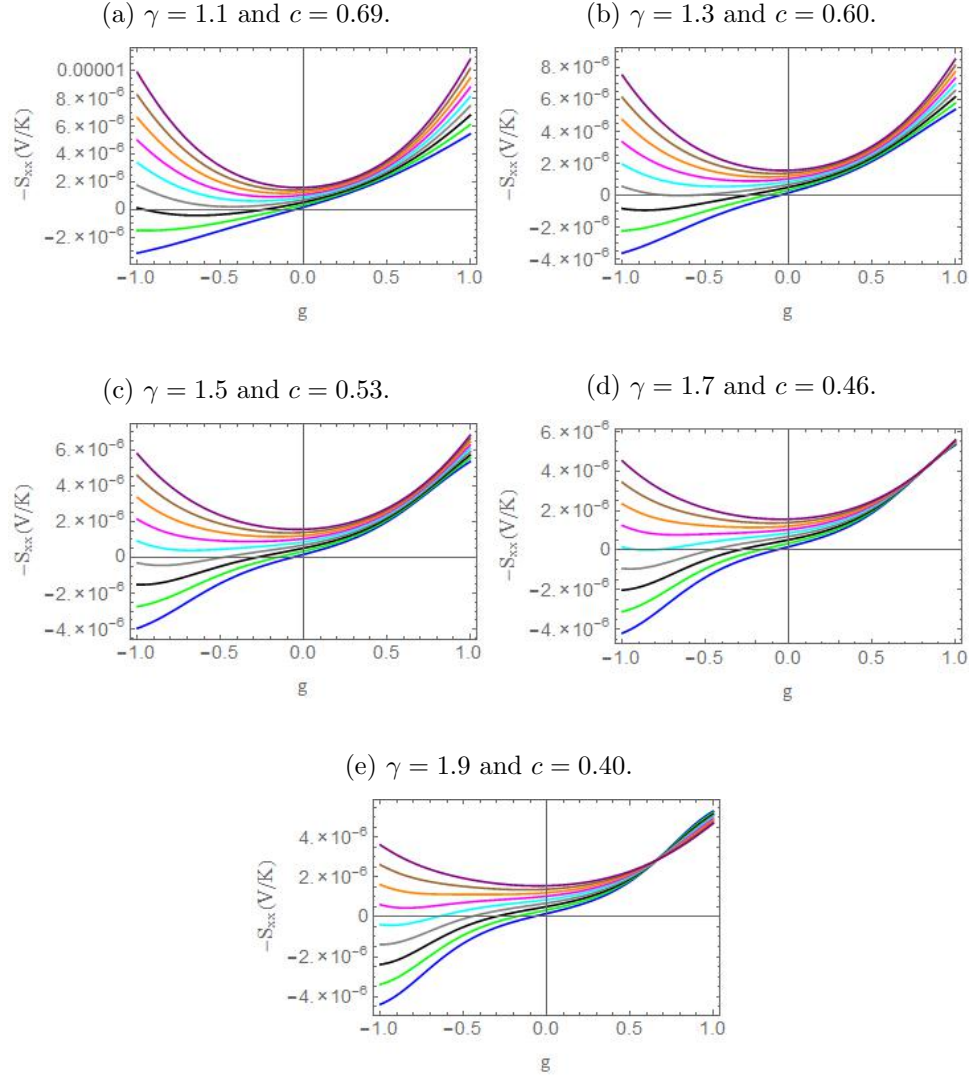 (a) γ = 1.1 and c = 0.69.
0.00001
8.×10⁻⁶
6.×10⁻⁶
4.×10⁻⁶
2.×10⁻⁶
0
−2.×10⁻⁶
−Sₓₓ(V/K)
−1.0 −0.5 0.0 0.5 1.0
g
(b) γ = 1.3 and c = 0.60.
8.×10⁻⁶
6.×10⁻⁶
4.×10⁻⁶
2.×10⁻⁶
0
−2.×10⁻⁶
−4.×10⁻⁶
−Sₓₓ(V/K)
−1.0 −0.5 0.0 0.5 1.0
g
(c) γ = 1.5 and c = 0.53.
6.×10⁻⁶
4.×10⁻⁶
2.×10⁻⁶
0
−2.×10⁻⁶
−4.×10⁻⁶
−Sₓₓ(V/K)
−1.0 −0.5 0.0 0.5 1.0
g
(d) γ = 1.7 and c = 0.46.
6.×10⁻⁶
4.×10⁻⁶
2.×10⁻⁶
0
−2.×10⁻⁶
−4.×10⁻⁶
−Sₓₓ(V/K)
−1.0 −0.5 0.0 0.5 1.0
g
(e) γ = 1.9 and c = 0.40.
4.×10⁻⁶
2.×10⁻⁶
0
−2.×10⁻⁶
−4.×10⁻⁶
−Sₓₓ(V/K)
−1.0 −0.5 0.0 0.5 1.0
g